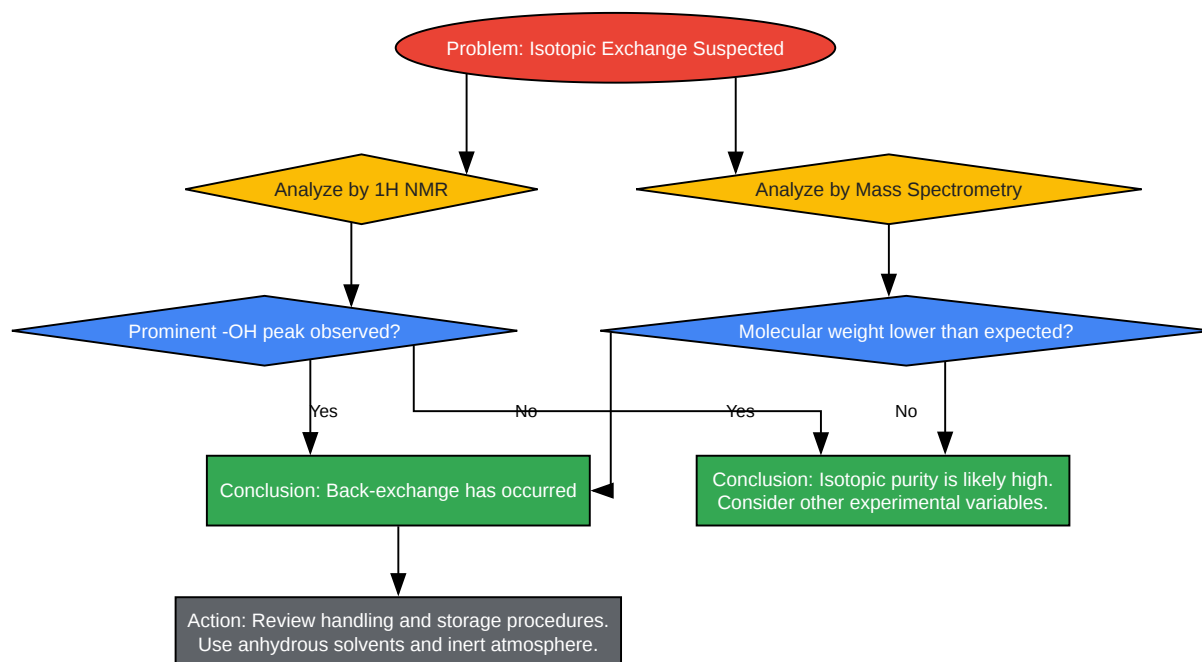 Problem: Isotopic Exchange Suspected
Analyze by 1H NMR
Analyze by Mass Spectrometry
Prominent -OH peak observed?
Molecular weight lower than expected?
Yes
No
Yes
No
Conclusion: Back-exchange has occurred
Conclusion: Isotopic purity is likely high.
Consider other experimental variables.
Action: Review handling and storage procedures.
Use anhydrous solvents and inert atmosphere.